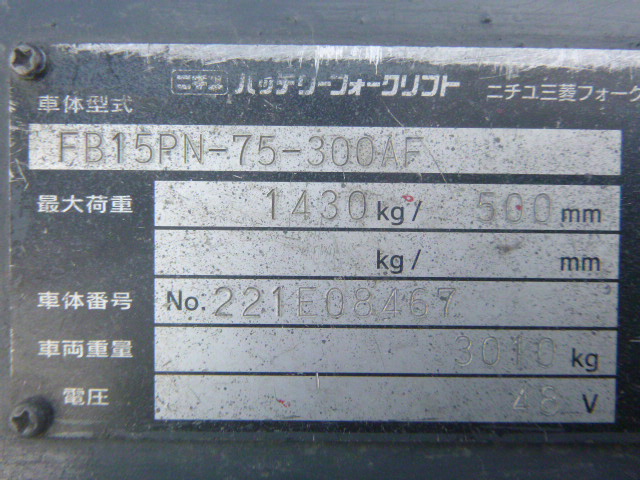 ニチユ バッテリーフォークリフト ニチユ三菱フォーク
車体型式
FB15PN-75-300AF
最大荷重 1430 kg/ 500 mm
kg/ mm
車体番号 No. 221E08467
車両重量 3010 kg
電圧 48 V